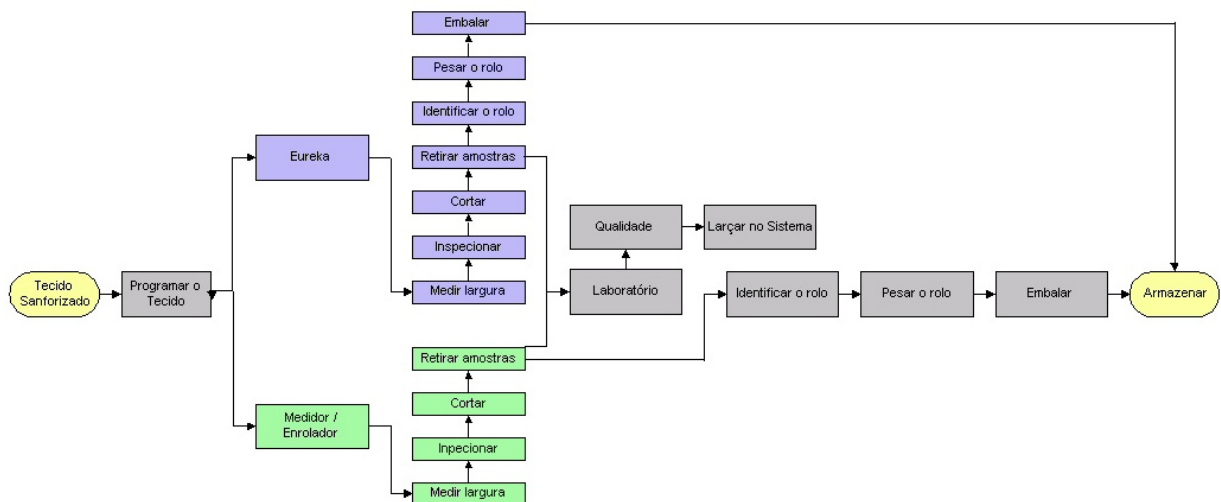 Embalar
Pesar o rolo
Identificar o rolo
Retirar amostras
Cortar
Inspecionar
Medir largura
Eureka
Tecido
Sanforizado
Programar o
Tecido
Qualidade
Larçar no Sistema
Laboratório
Identificar o rolo
Pesar o rolo
Embalar
Armazenar
Medidor /
Enrolador
Retirar amostras
Cortar
Inpecionar
Medir largura